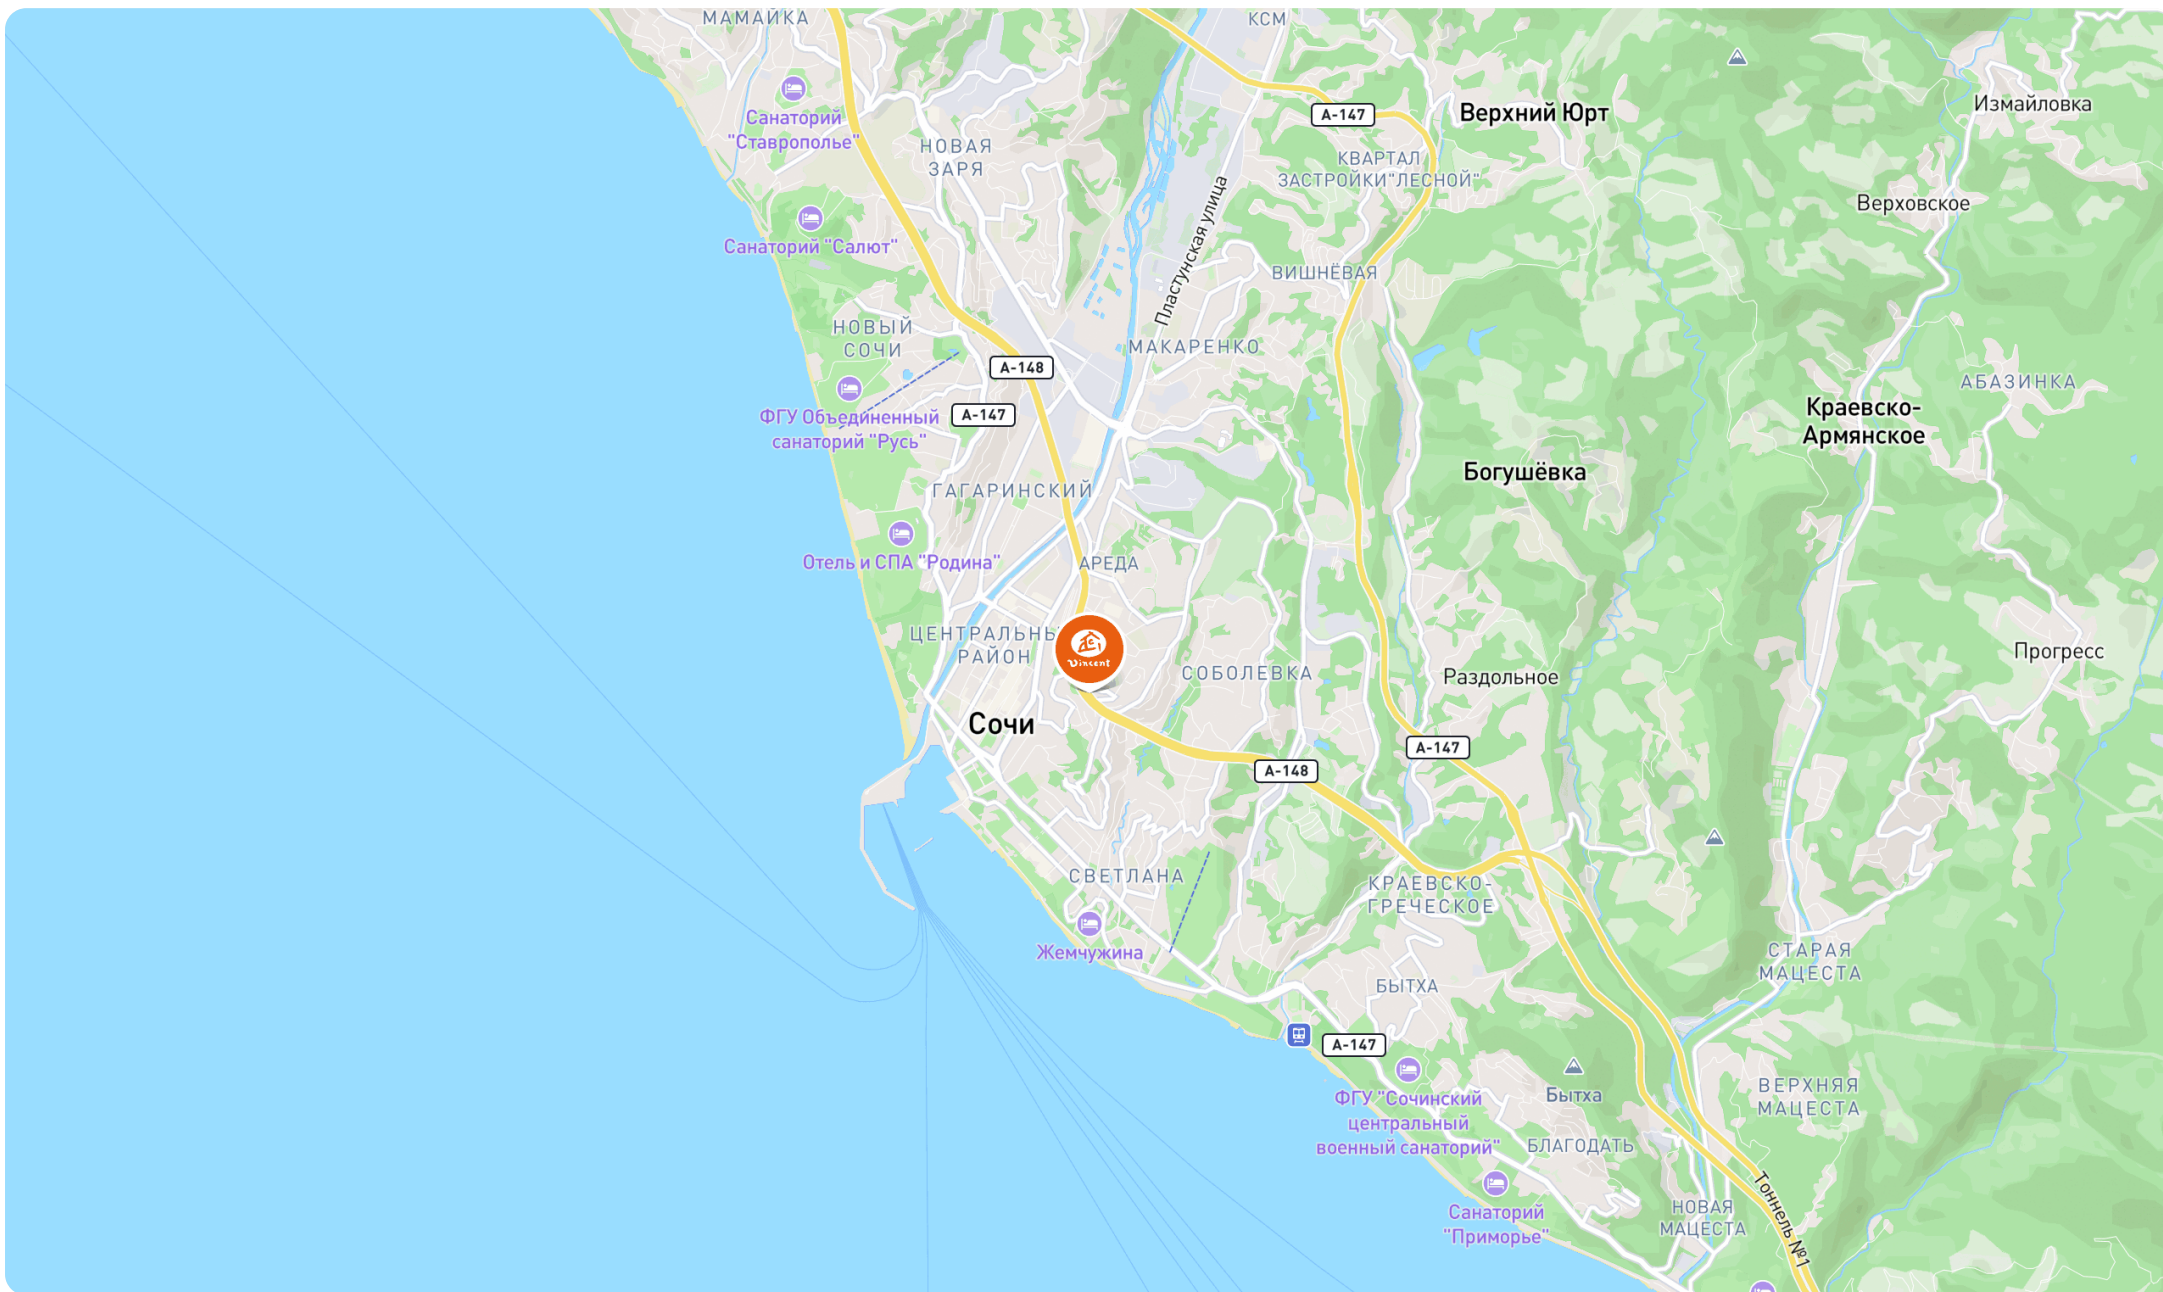 МАМАЙКА
КСМ
Санаторий
"Ставрополье"
НОВАЯ
ЗАРЯ
А-147
Верхний Юрт
Измайловка
КВАРТАЛ
ЗАСТРОЙКИ"ЛЕСНОЙ"
Верховское
Санаторий "Салют"
Пластунская улица
ВИШНЁВАЯ
НОВЫЙ
СОЧИ
МАКАРЕНКО
А-148
А-147
АБАЗИНКА
ФГУ Объединенный
санаторий "Русь"
Краевско-
Армянское
Богушёвка
ГАГАРИНСКИЙ
Отель и СПА "Родина"
АРЕДА
ЦЕНТРАЛЬНЫ
РАЙОН
Vincent
СОБОЛЕВКА
Раздольное
Прогресс
Сочи
А-147
А-148
СВЕТЛАНА
КРАЕВСКО-
ГРЕЧЕСКОЕ
Жемчужина
СТАРАЯ
МАЦЕСТА
БЫТХА
А-147
ФГУ "Сочинский
центральный
военный санаторий"
Бытха
ВЕРХНЯЯ
МАЦЕСТА
БЛАГОДАТЬ
Санаторий
"Приморье"
НОВАЯ
МАЦЕСТА
Тоннель №1